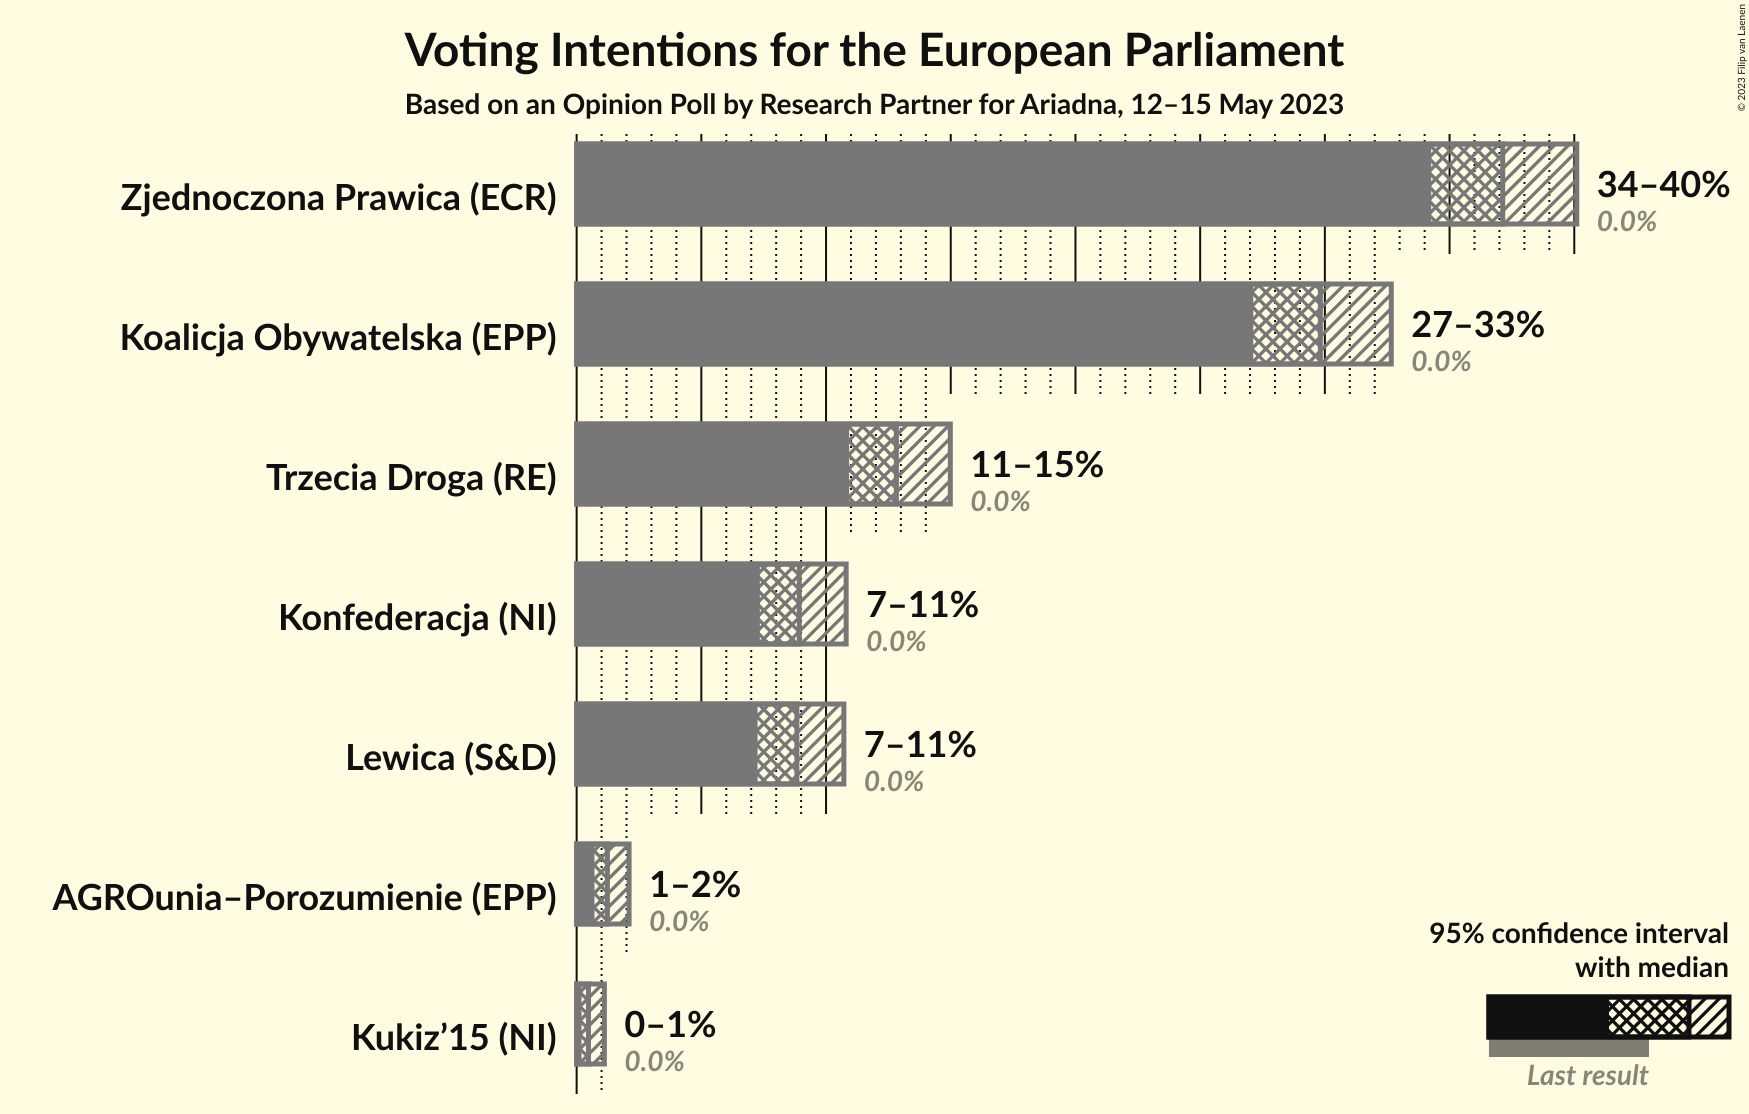 Voting Intentions for the European Parliament
Based on an Opinion Poll by Research Partner for Ariadna, 12–15 May 2023
© 2023 Filip van Laenen
Zjednoczona Prawica (ECR)
34–40%
0.0%
Koalicja Obywatelska (EPP)
27–33%
0.0%
Trzecia Droga (RE)
11–15%
0.0%
Konfederacja (NI)
7–11%
0.0%
Lewica (S&D)
7–11%
0.0%
AGROunia–Porozumienie (EPP)
1–2%
0.0%
Kukiz’15 (NI)
0–1%
0.0%
95% confidence interval
with median
Last result